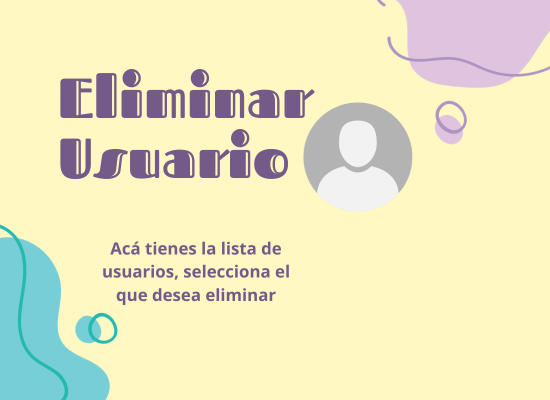 Eliminar
Usuario
Acá tienes la lista de
usuarios, selecciona el
que desea eliminar